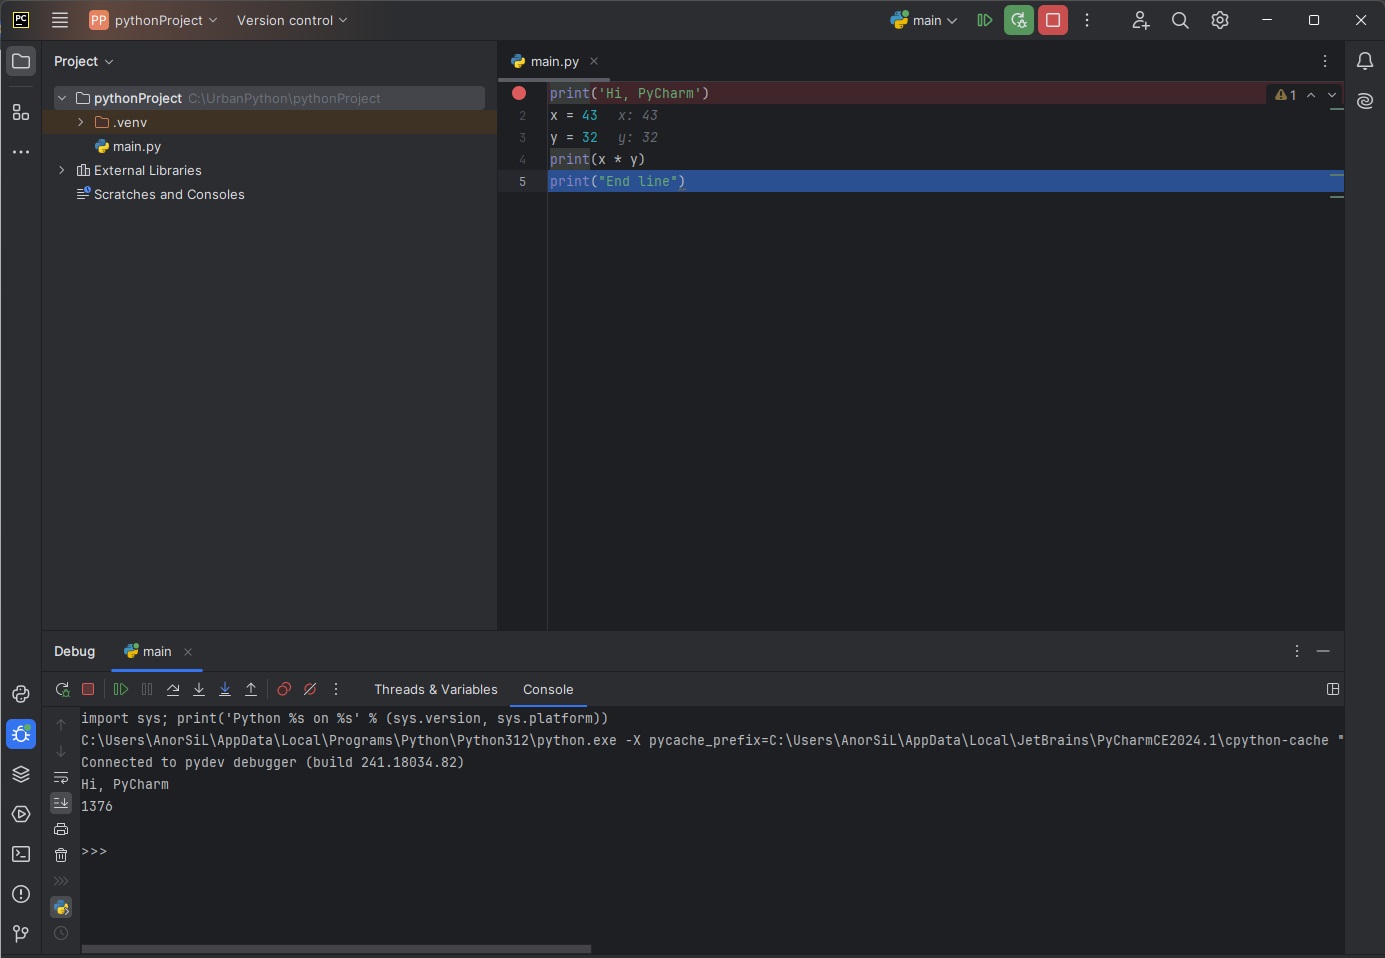 PC
PP pythonProject
Version control
main
Project
pythonProject C:\UrbanPython\pythonProject
.venv
main.py
External Libraries
Scratches and Consoles
main.py
print('Hi, PyCharm')
1
2 x = 43 x: 43
3 y = 32 y: 32
4 print(x * y)
5 print("End line")
Debug
main
Threads & Variables
Console
import sys; print('Python %s on %s' % (sys.version, sys.platform))
C:\Users\AnorSiL\AppData\Local\Programs\Python\Python312\python.exe -X pycache_prefix=C:\Users\AnorSiL\AppData\Local\JetBrains\PyCharmCE2024.1\cpython-cache "
Connected to pydev debugger (build 241.18034.82)
Hi, PyCharm
1376
>>>